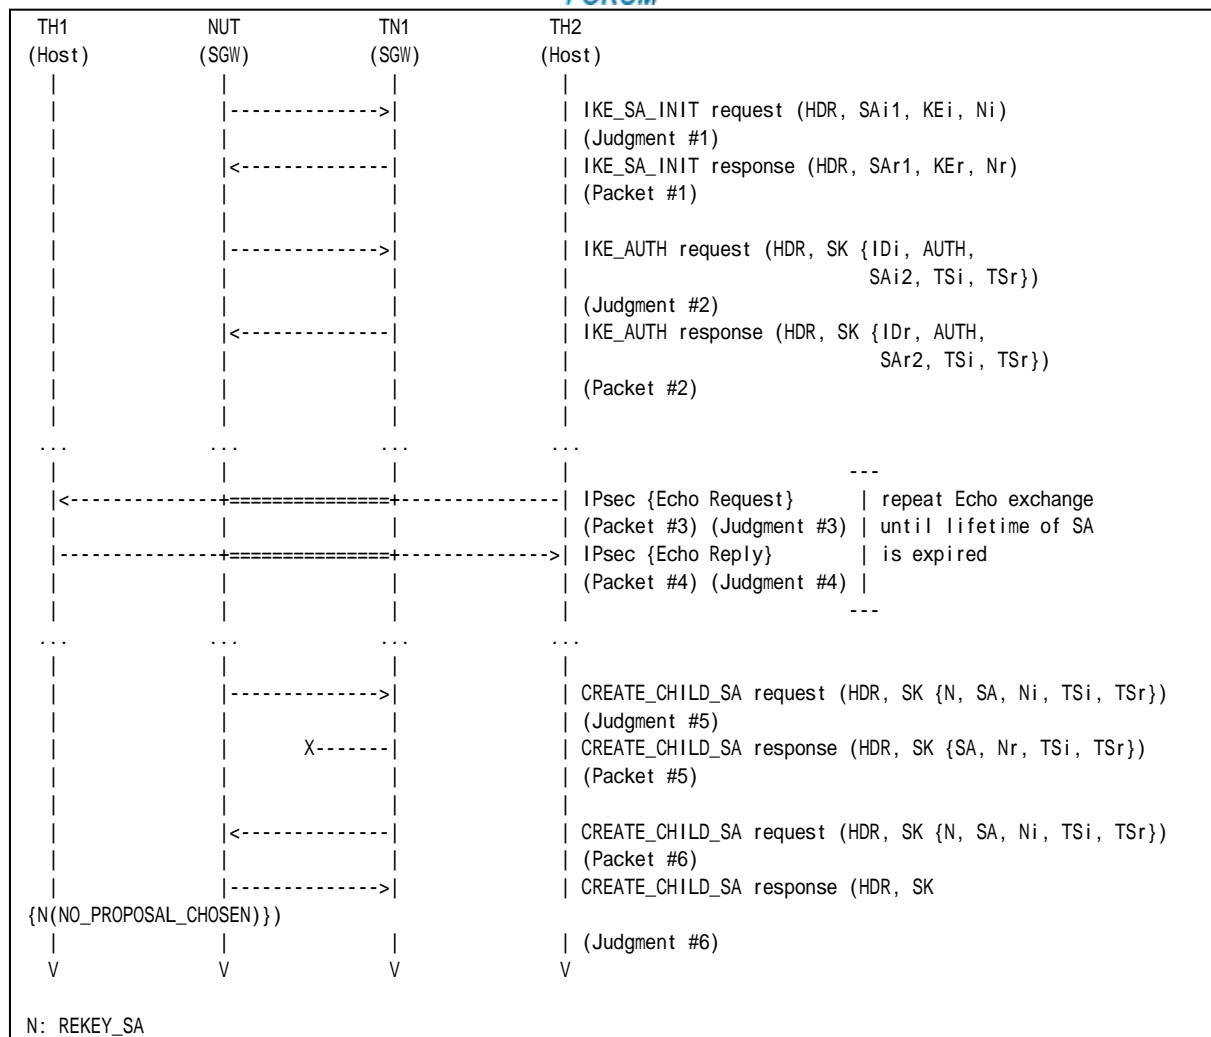 FORUM
TH1 NUT TN1 TH2
(Host) (SGW) (SGW) (Host)
| | | |
| |-------------->| | IKE_SA_INIT request (HDR, SAi1, KEi, Ni)
| | | | (Judgment #1)
| |<--------------| | IKE_SA_INIT response (HDR, SAr1, KEr, Nr)
| | | | (Packet #1)
| | | |
| |-------------->| | IKE_AUTH request (HDR, SK {IDi, AUTH,
| | | | SAi2, TSi, TSr})
| | | | (Judgment #2)
| |<--------------| | IKE_AUTH response (HDR, SK {IDr, AUTH,
| | | | SAr2, TSi, TSr})
| | | | (Packet #2)
| | | |
... ... ... ...
| | | | ---
|<--------------+===============+---------------| IPsec {Echo Request} | repeat Echo exchange
| | | | (Packet #3) (Judgment #3) | until lifetime of SA
|---------------+===============+-------------->| IPsec {Echo Reply} | is expired
| | | | (Packet #4) (Judgment #4) |
| | | | ---
... ... ... ...
| | | |
| |-------------->| | CREATE_CHILD_SA request (HDR, SK {N, SA, Ni, TSi, TSr})
| | | | (Judgment #5)
| | X-------| | CREATE_CHILD_SA response (HDR, SK {SA, Nr, TSi, TSr})
| | | | (Packet #5)
| | | |
| |<--------------| | CREATE_CHILD_SA request (HDR, SK {N, SA, Ni, TSi, TSr})
| | | | (Packet #6)
| |-------------->| | CREATE_CHILD_SA response (HDR, SK
{N(NO_PROPOSAL_CHOSEN)})
| | | | (Judgment #6)
V V V V
N: REKEY_SA